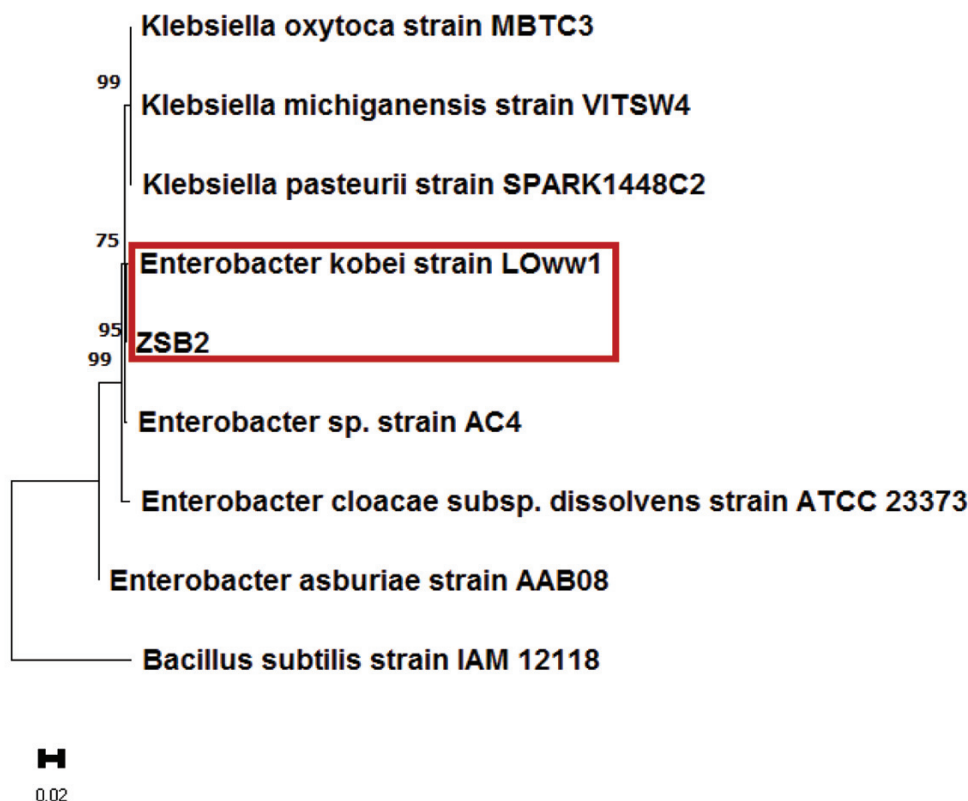 Klebsiella oxytoca strain MBTC3
99
Klebsiella michiganensis strain VITSW4
Klebsiella pasteurii strain SPARK1448C2
75
Enterobacter kobei strain LOww1
95
ZSB2
99
Enterobacter sp. strain AC4
Enterobacter cloacae subsp. dissolvens strain ATCC 23373
Enterobacter asburiae strain AAB08
Bacillus subtilis strain IAM 12118
0.02